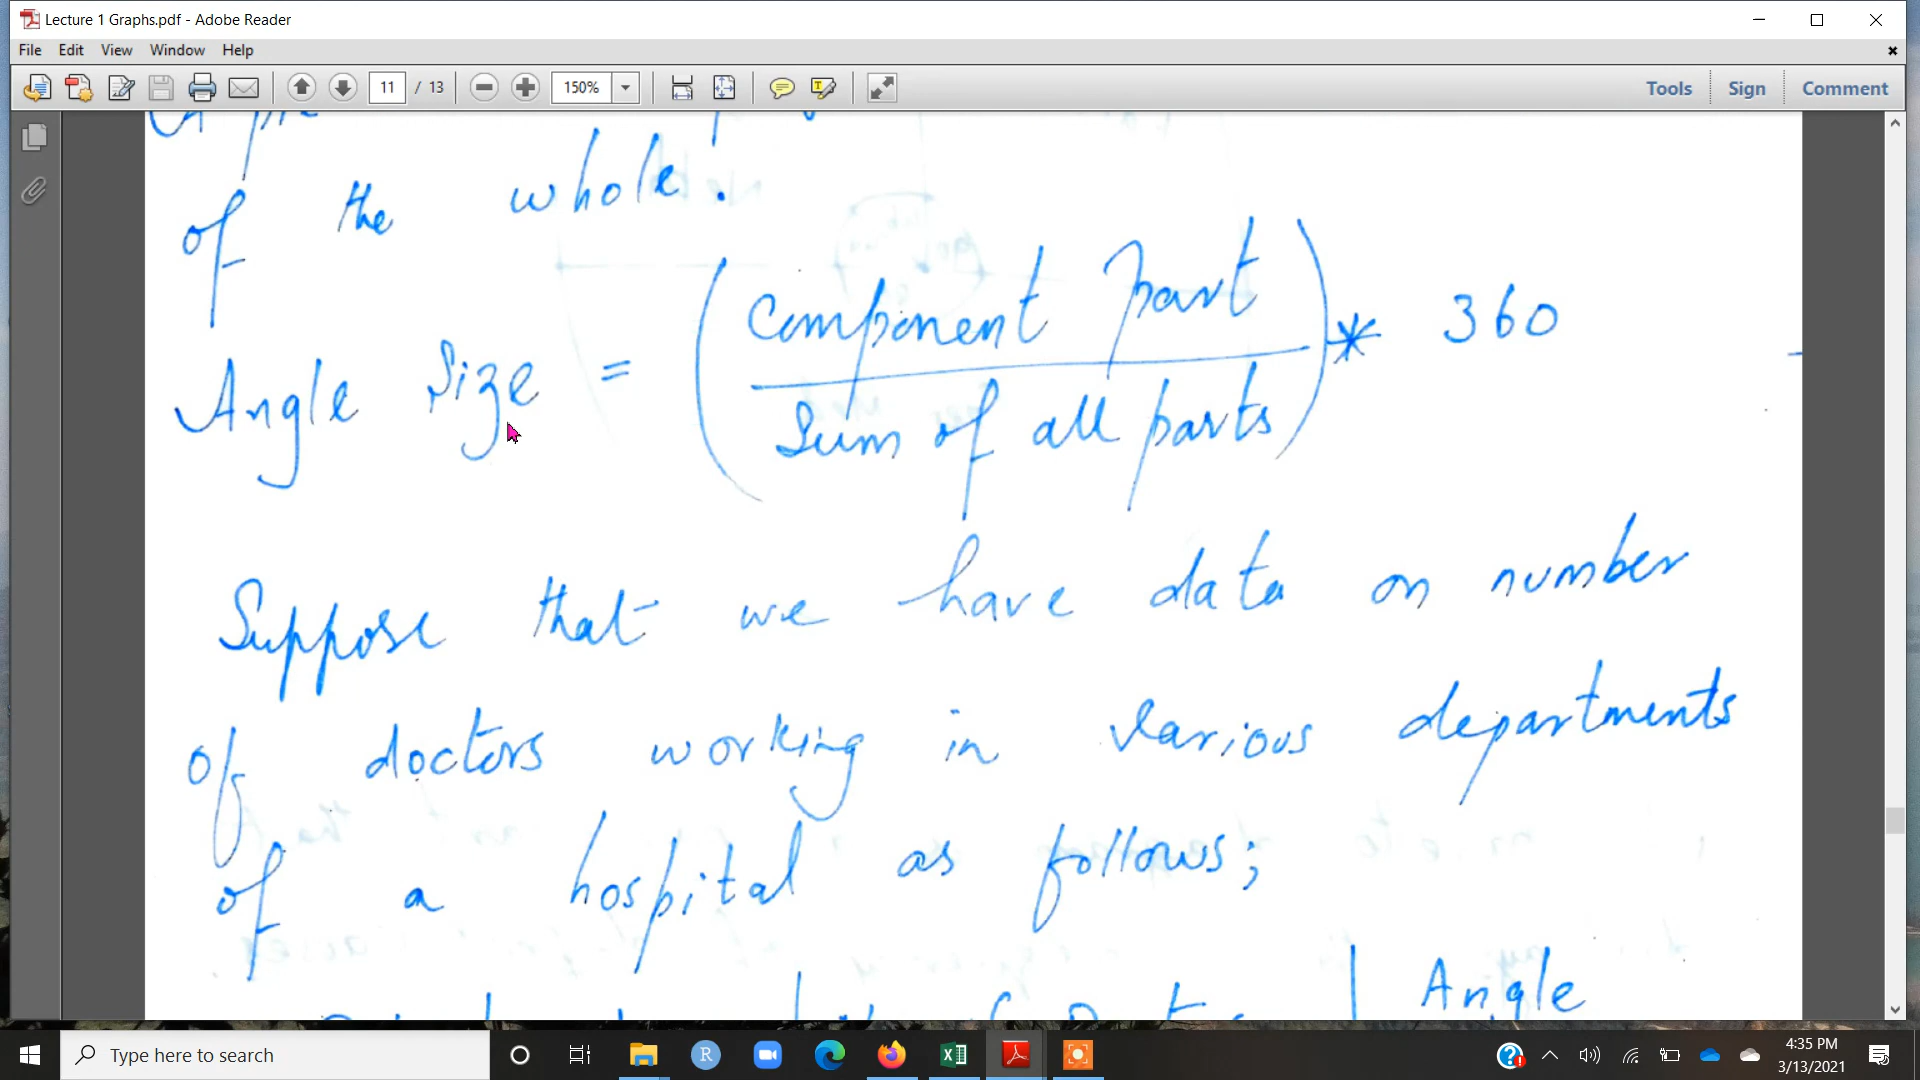 Lecture 1 Graphs.pdf - Adobe Reader
File Edit View Window Help
11 / 13 150% Tools Sign Comment
of the whole.
Angle Size = (Component part / Sum of all parts) * 360
Suppose that we have data on number
of doctors working in various departments
of a hospital as follows;
Angle
Type here to search
4:35 PM
3/13/2021